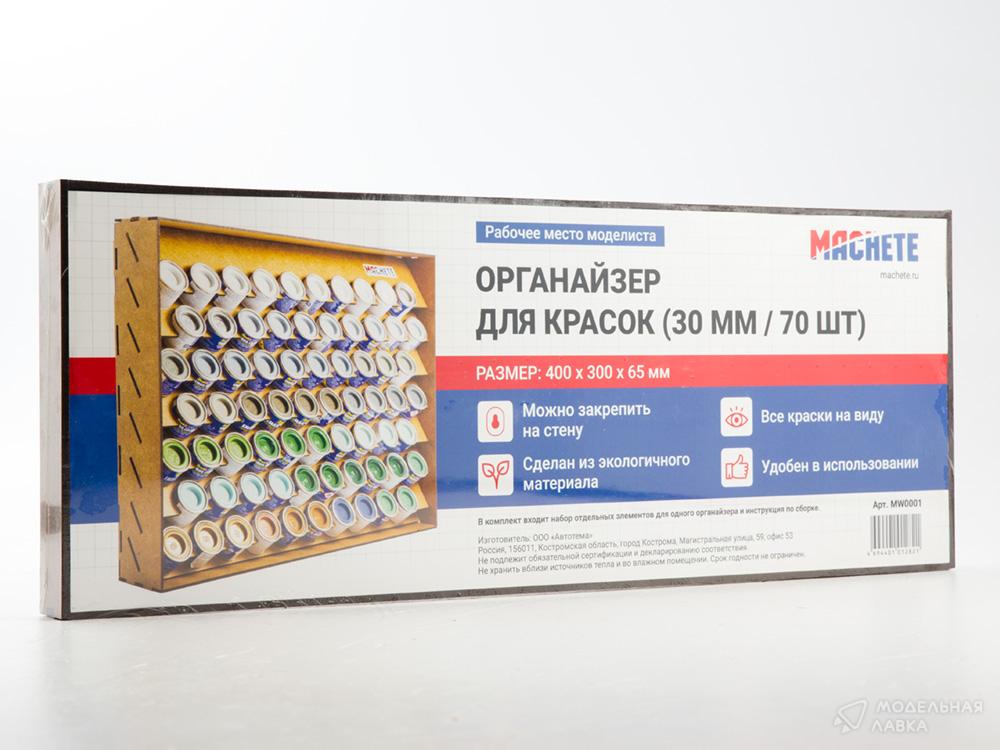 Рабочее место моделиста
MACHETE
machete.ru
ОРГАНАЙЗЕР
ДЛЯ КРАСОК (30 ММ / 70 ШТ)
MACHETE
РАЗМЕР: 400 х 300 х 65 мм
Можно закрепить
на стену
Все краски на виду
Сделан из экологичного
материала
Удобен в использовании
Арт. MW0001
В комплект входит набор отдельных элементов для одного органайзера и инструкция по сборке.
Изготовитель: ООО «Автотема»
Россия, 156011, Костромская область, город Кострома, Магистральная улица, 59, офис 53
Не подлежит обязательной сертификации и декларированию соответствия.
Не хранить вблизи источников тепла и во влажном помещении. Срок годности не ограничен.
МОДЕЛЬНАЯ
ЛАВКА